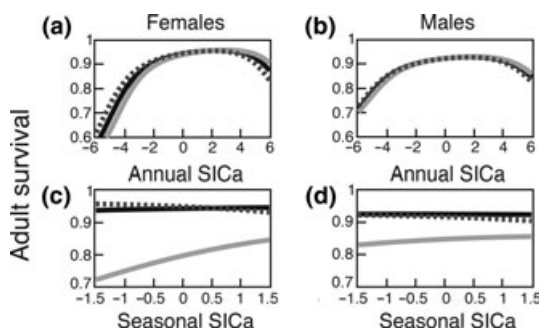 Females
Males
(a)
1
0.9
0.8
0.7
0.6
-6 -4 -2 0 2 4 6
Annual SICa
(b)
1
0.9
0.8
0.7
0.6
-6 -4 -2 0 2 4 6
Annual SICa
Adult survival
(c)
1
0.9
0.8
0.7
-1.5 -1 -0.5 0 0.5 1 1.5
Seasonal SICa
(d)
1
0.9
0.8
0.7
-1.5 -1 -0.5 0 0.5 1 1.5
Seasonal SICa